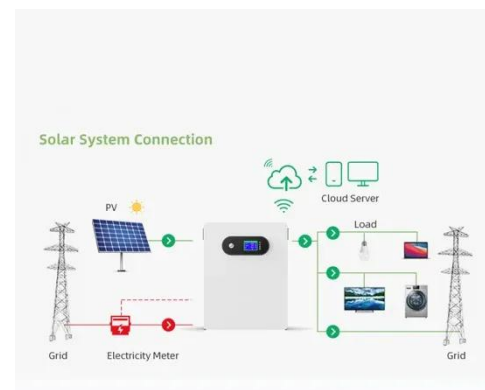 Solar System Connection
Cloud Server
PV
Load
Grid
Electricity Meter
Grid